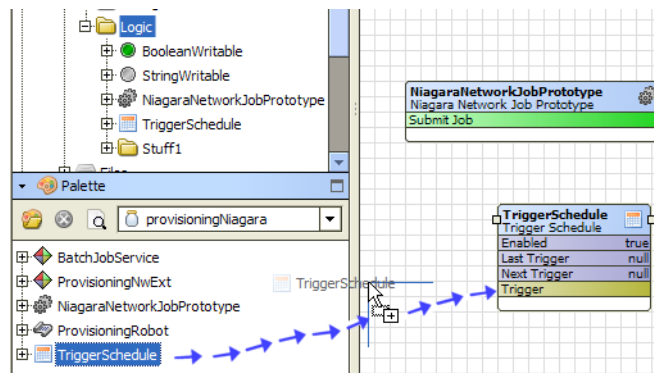 Logic
BooleanWritable
StringWritable
NiagaraNetworkJobPrototype
TriggerSchedule
Stuff1
Palette
provisioningNiagara
BatchJobService
ProvisioningNwExt
NiagaraNetworkJobPrototype
ProvisioningRobot
TriggerSchedule
TriggerSchedule
NiagaraNetworkJobPrototype
Niagara Network Job Prototype
Submit Job
TriggerSchedule
Trigger Schedule
Enabled true
Last Trigger null
Next Trigger null
Trigger